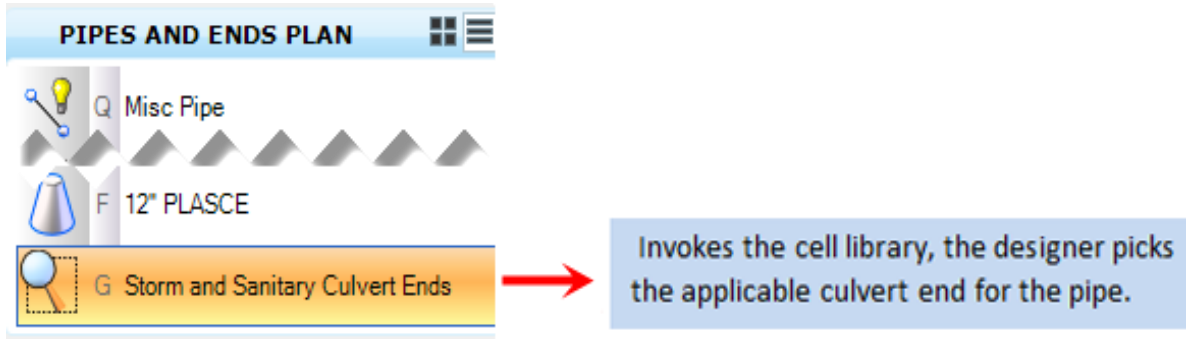 PIPES AND ENDS PLAN
Q Misc Pipe
F 12" PLASCE
G Storm and Sanitary Culvert Ends
Invokes the cell library, the designer picks
the applicable culvert end for the pipe.